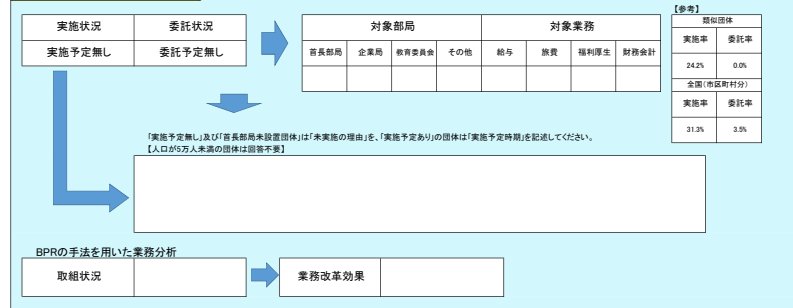 【参考】
実施状況 委託状況 対象部局 対象業務 類似団体
実施予定無し 委託予定無し 首長部局 企業局 教育委員会 その他 給与 旅費 福利厚生 財務会計 実施率 委託率
24.2% 0.0%
全国(市区町村分)
実施率 委託率
31.3% 3.5%
「実施予定無し」及び「首長部局未設置団体」は「未実施の理由」を、「実施予定あり」の団体は「実施予定時期」を記述してください。
【人口が5万人未満の団体は回答不要】
BPRの手法を用いた業務分析
取組状況 業務改革効果